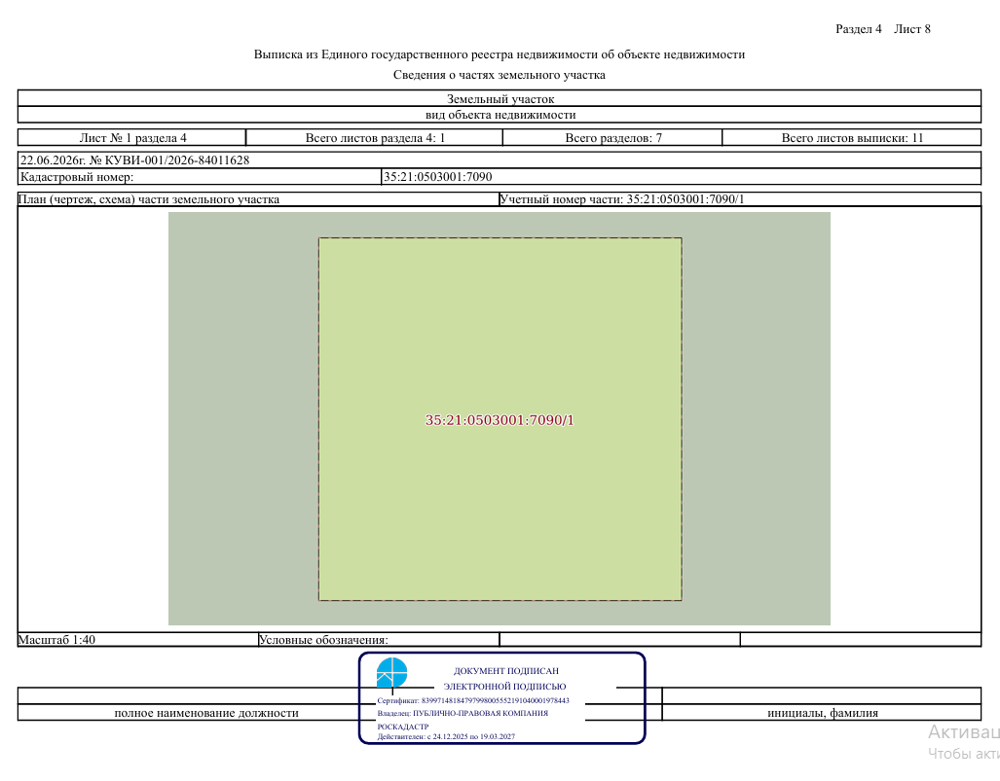 Раздел 4 Лист 8
Выписка из Единого государственного реестра недвижимости об объекте недвижимости
Сведения о частях земельного участка
Земельный участок
вид объекта недвижимости
Лист № 1 раздела 4 Всего листов раздела 4: 1 Всего разделов: 7 Всего листов выписки: 11
22.06.2026г. № КУВИ-001/2026-84011628
Кадастровый номер: 35:21:0503001:7090
План (чертеж, схема) части земельного участка Учетный номер части: 35:21:0503001:7090/1
35:21:0503001:7090/1
Масштаб 1:40 Условные обозначения:
ДОКУМЕНТ ПОДПИСАН
ЭЛЕКТРОННОЙ ПОДПИСЬЮ
Сертификат: 83997148184797998005552191040001978443
Владелец: ПУБЛИЧНО-ПРАВОВАЯ КОМПАНИЯ
РОСКАДАСТР
Действителен: с 24.12.2025 по 19.03.2027
полное наименование должности инициалы, фамилия
Активац
Чтобы акти